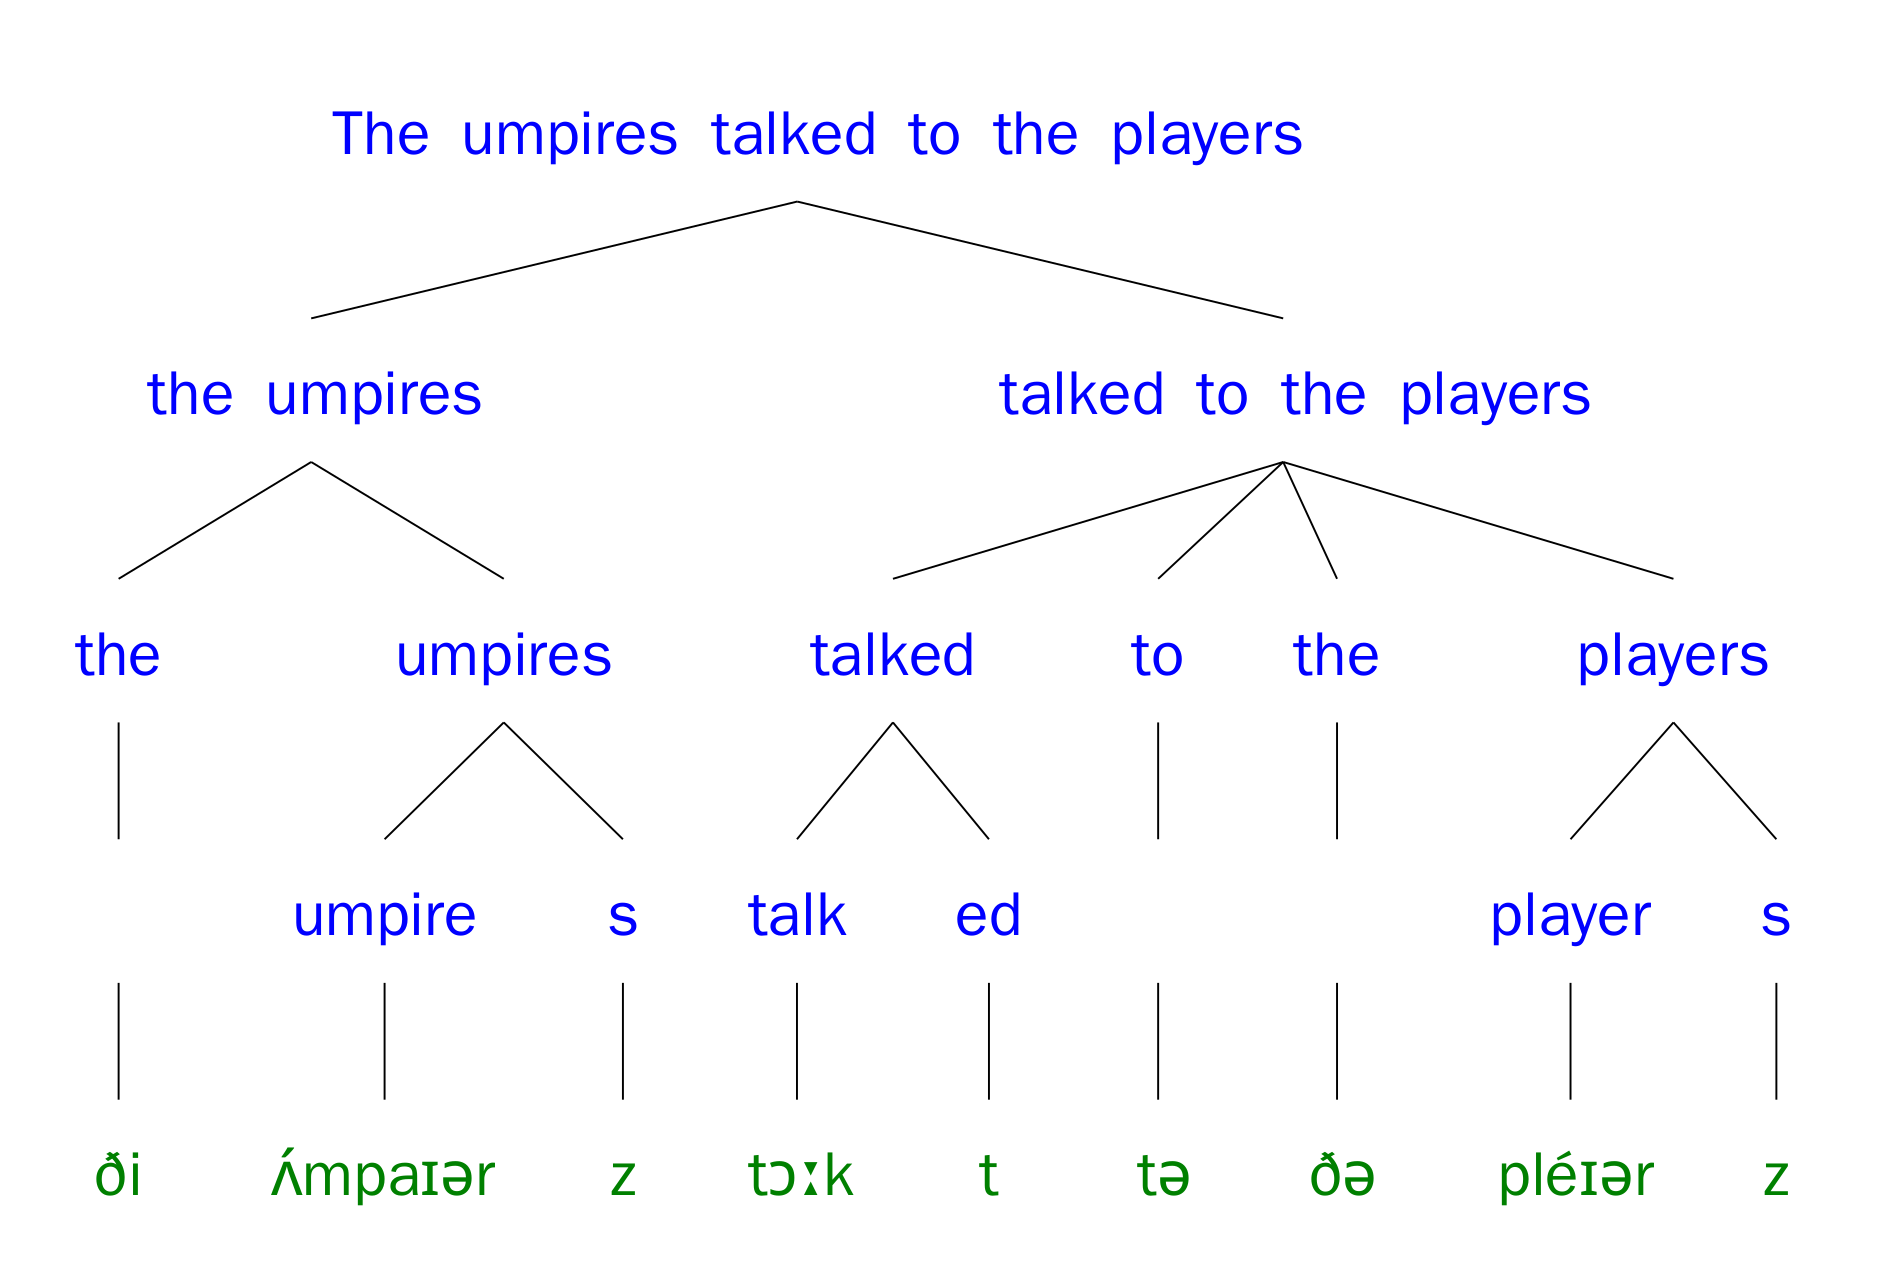 The umpires talked to the players
the umpires talked to the players
the umpires talked to the players
umpire s talk ed player s
ði ʌ́mpaɪər z tɔːk t tə ðə pléɪər z